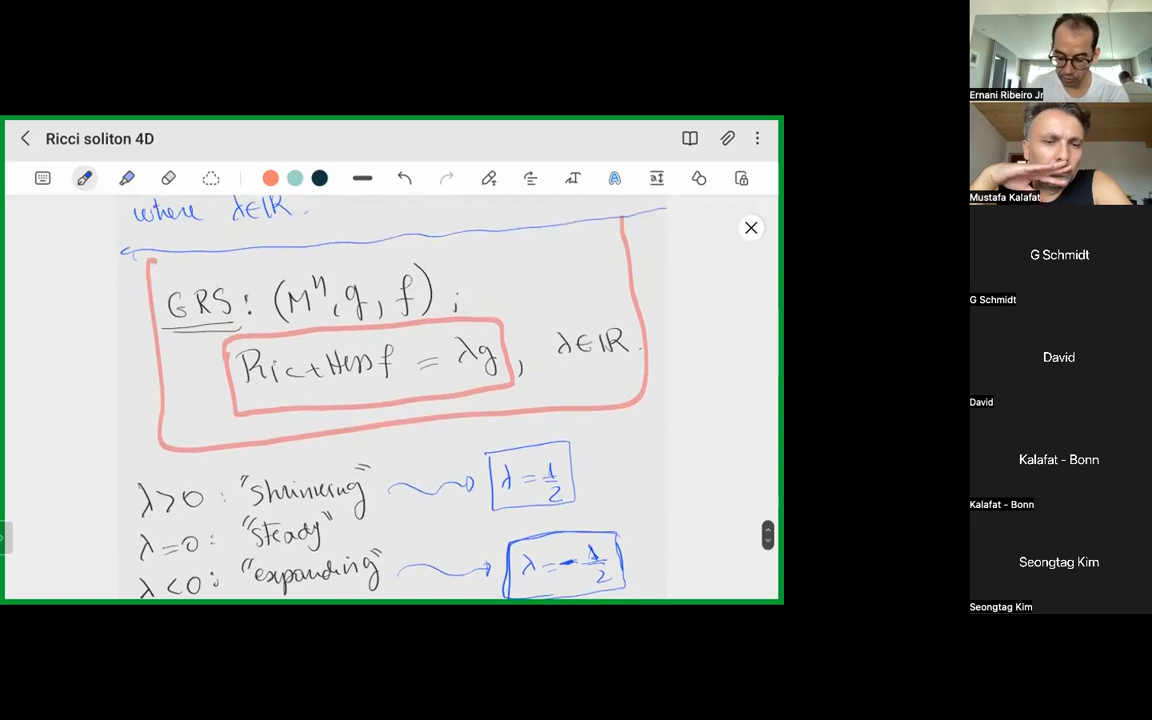 Ricci soliton 4D
where λ∈ℝ.
GRS: (Mⁿ, g, f) ;
Ric + Hess f = λg, λ∈ℝ.
λ>0 : "shrinking" λ = 1/2
λ=0 : "steady"
λ<0 : "expanding" λ = -1/2
Ernani Ribeiro Jr
Mustafa Kalafat
G Schmidt
G Schmidt
David
David
Kalafat - Bonn
Kalafat - Bonn
Seongtag Kim
Seongtag Kim